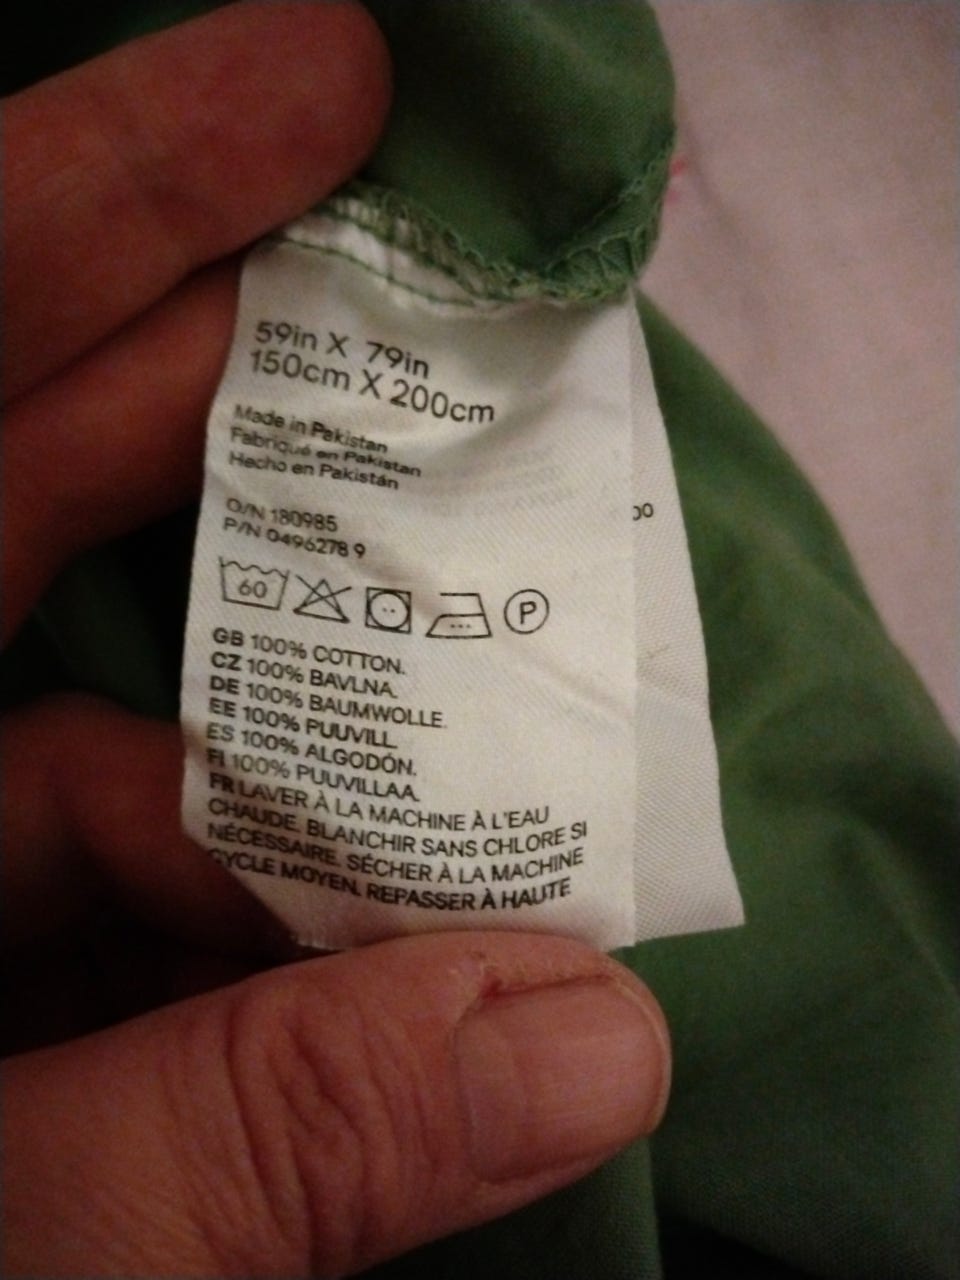 59in X 79in
150cm X 200cm
Made in Pakistan
Fabriqué en Pakistan
Hecho en Pakistán
O/N 180985
P/N 0496278 9
00
60 P
GB 100% COTTON.
CZ 100% BAVLNA.
DE 100% BAUMWOLLE.
EE 100% PUUVILL.
ES 100% ALGODÓN.
FI 100% PUUVILLAA.
FR LAVER À LA MACHINE À L'EAU
CHAUDE. BLANCHIR SANS CHLORE SI
NÉCESSAIRE. SÉCHER À LA MACHINE
CYCLE MOYEN. REPASSER À HAUTE